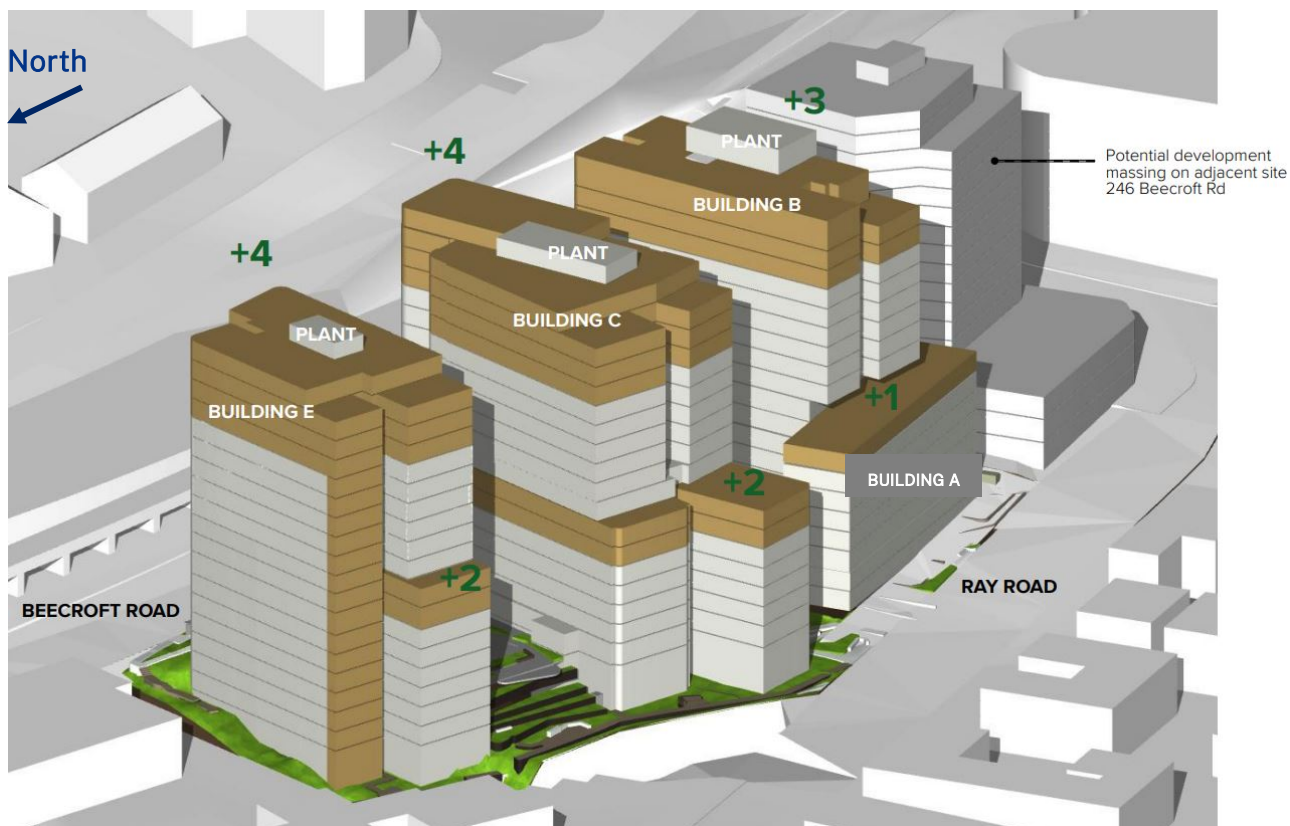 North
+3
+4
PLANT
Potential development
massing on adjacent site
246 Beecroft Rd
BUILDING B
+4
PLANT
BUILDING C
PLANT
+1
BUILDING E
BUILDING A
+2
+2
BEECROFT ROAD
RAY ROAD